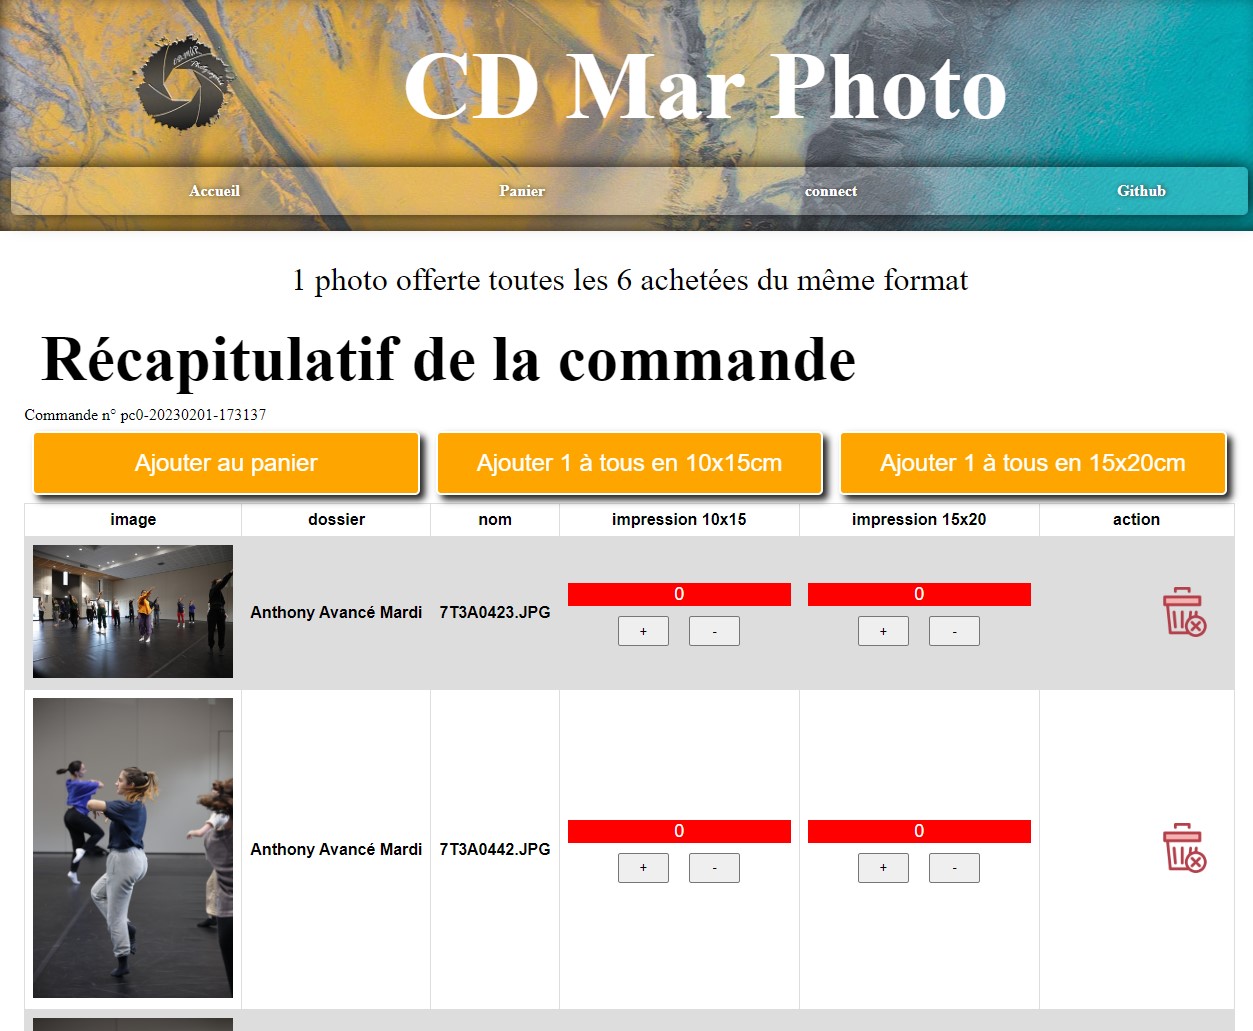 CD Mar Photo
Accueil Panier connect Github
1 photo offerte toutes les 6 achetées du même format
Récapitulatif de la commande
Commande n° pc0-20230201-173137
Ajouter au panier Ajouter 1 à tous en 10x15cm Ajouter 1 à tous en 15x20cm
image dossier nom impression 10x15 impression 15x20 action
Anthony Avancé Mardi 7T3A0423.JPG 0 0
+ - + -
Anthony Avancé Mardi 7T3A0442.JPG 0 0
+ - + -